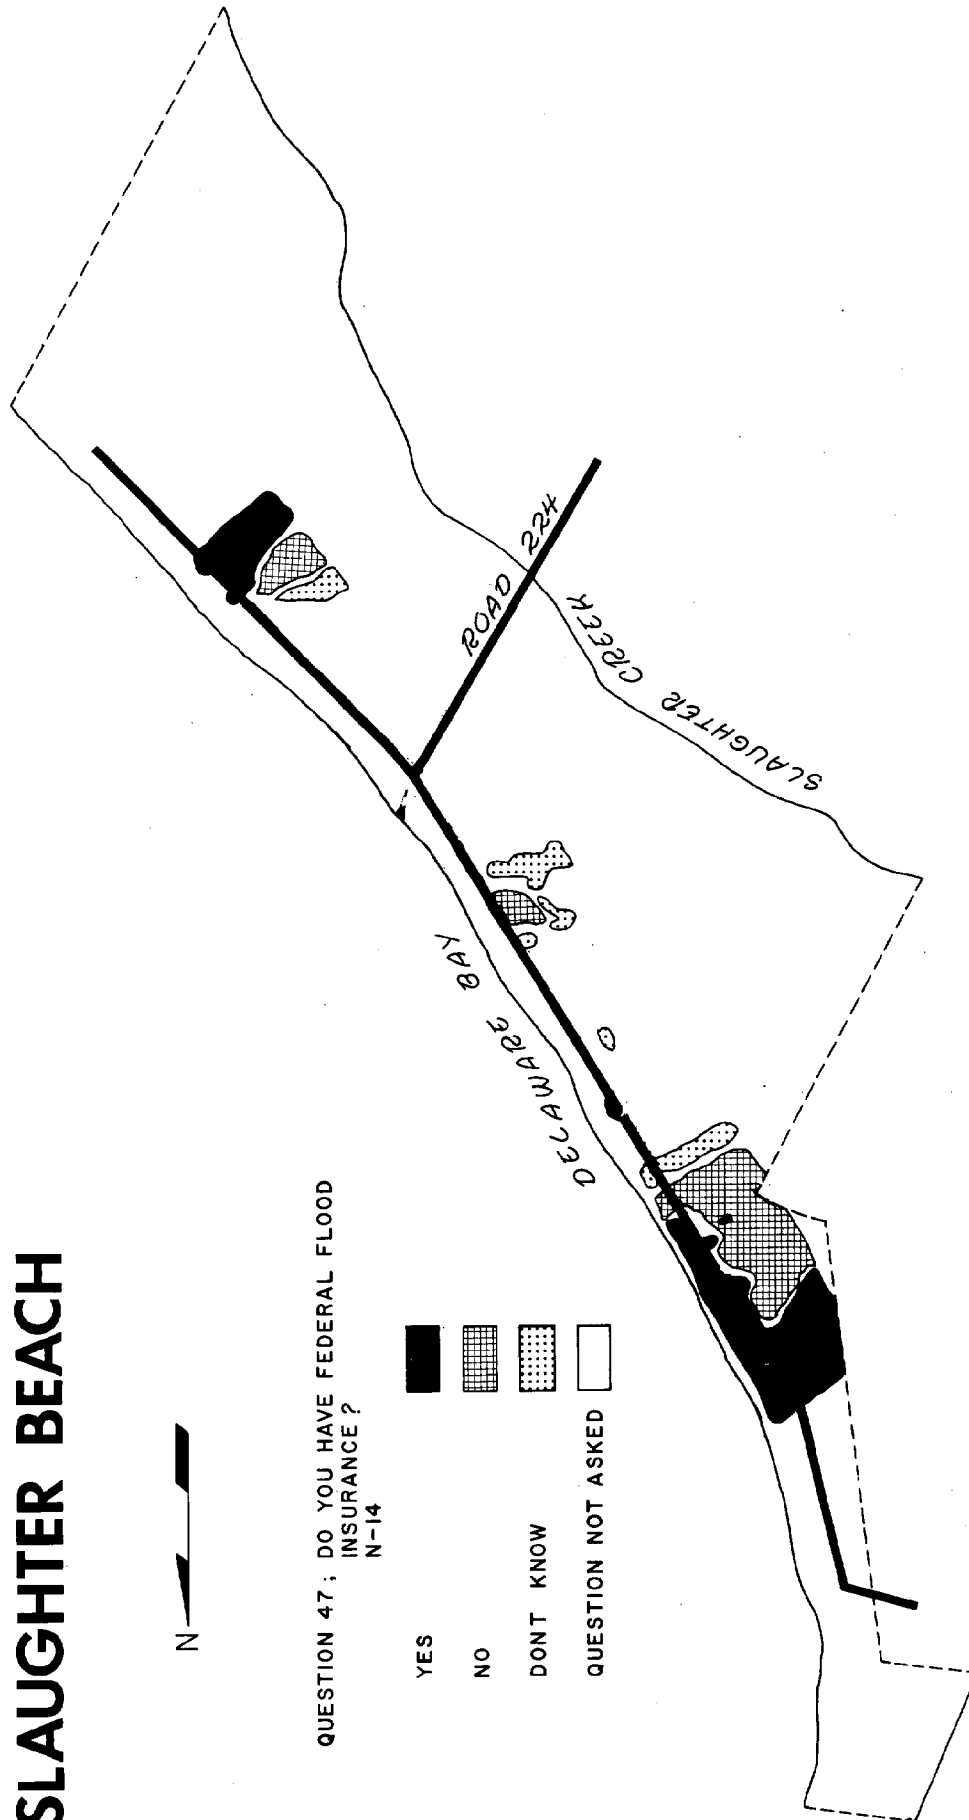 SLAUGHTER BEACH
N
QUESTION 47; DO YOU HAVE FEDERAL FLOOD
INSURANCE?
N-14
YES
NO
DONT KNOW
QUESTION NOT ASKED
DELAWARE BAY
ROAD 224
SLAUGHTER CREEK